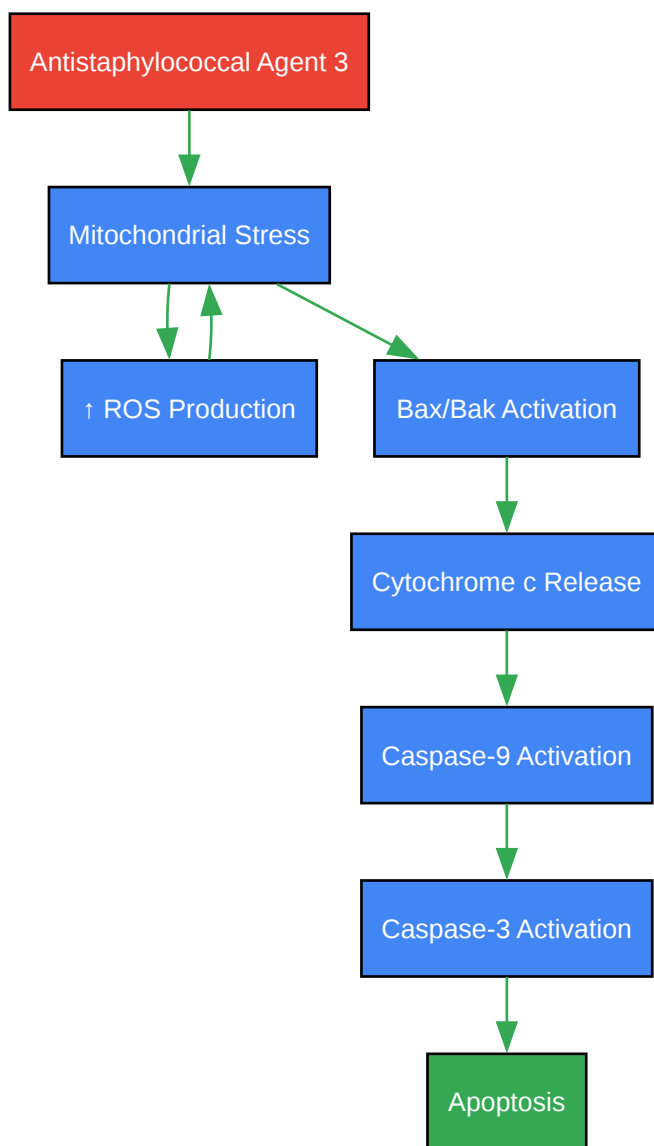 Antistaphylococcal Agent 3
Mitochondrial Stress
↑ ROS Production
Bax/Bak Activation
Cytochrome c Release
Caspase-9 Activation
Caspase-3 Activation
Apoptosis